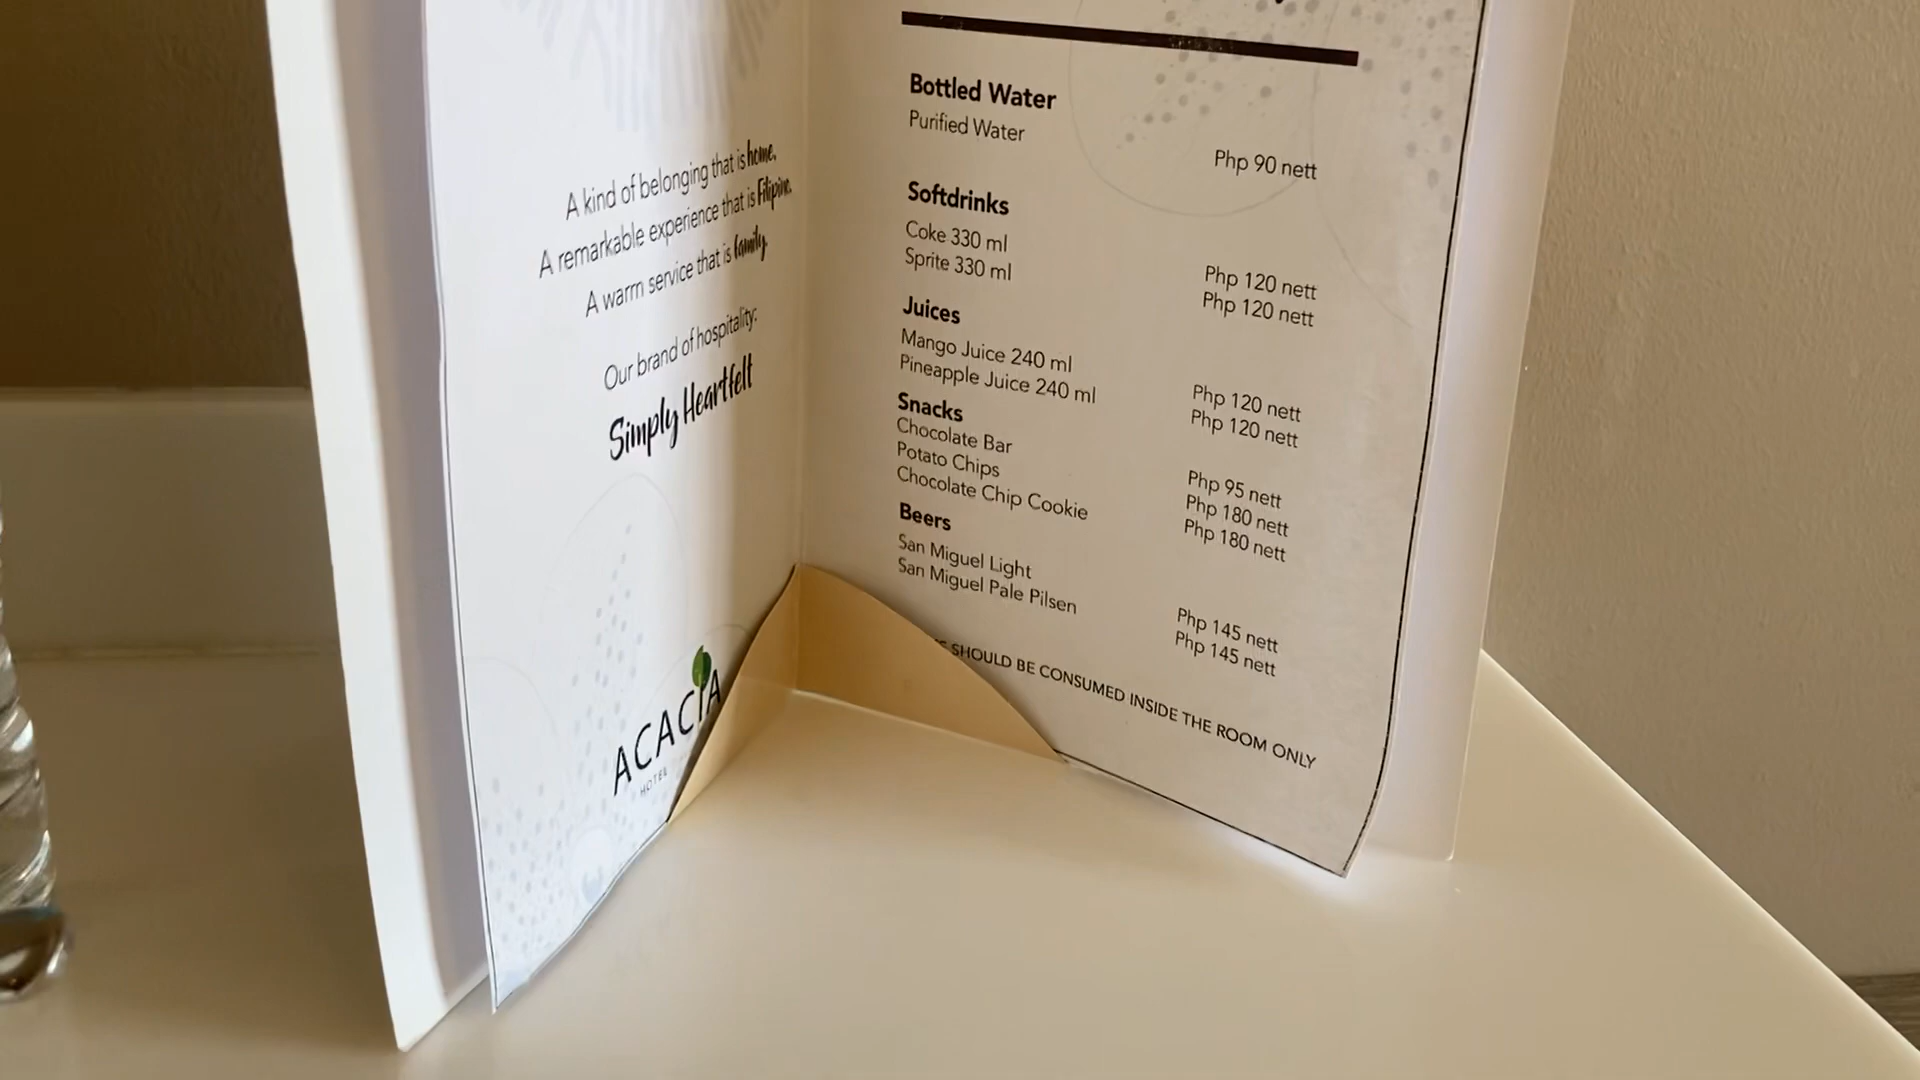 A kind of belonging that is home.
A remarkable experience that is Filipino.
A warm service that is family.
Our brand of hospitality:
Simply Heartfelt
ACACIA
HOTEL
Bottled Water
Purified Water
Php 90 nett
Softdrinks
Coke 330 ml
Php 120 nett
Sprite 330 ml
Php 120 nett
Juices
Mango Juice 240 ml
Php 120 nett
Pineapple Juice 240 ml
Php 120 nett
Snacks
Chocolate Bar
Php 95 nett
Potato Chips
Php 180 nett
Chocolate Chip Cookie
Php 180 nett
Beers
San Miguel Light
Php 145 nett
San Miguel Pale Pilsen
Php 145 nett
SHOULD BE CONSUMED INSIDE THE ROOM ONLY